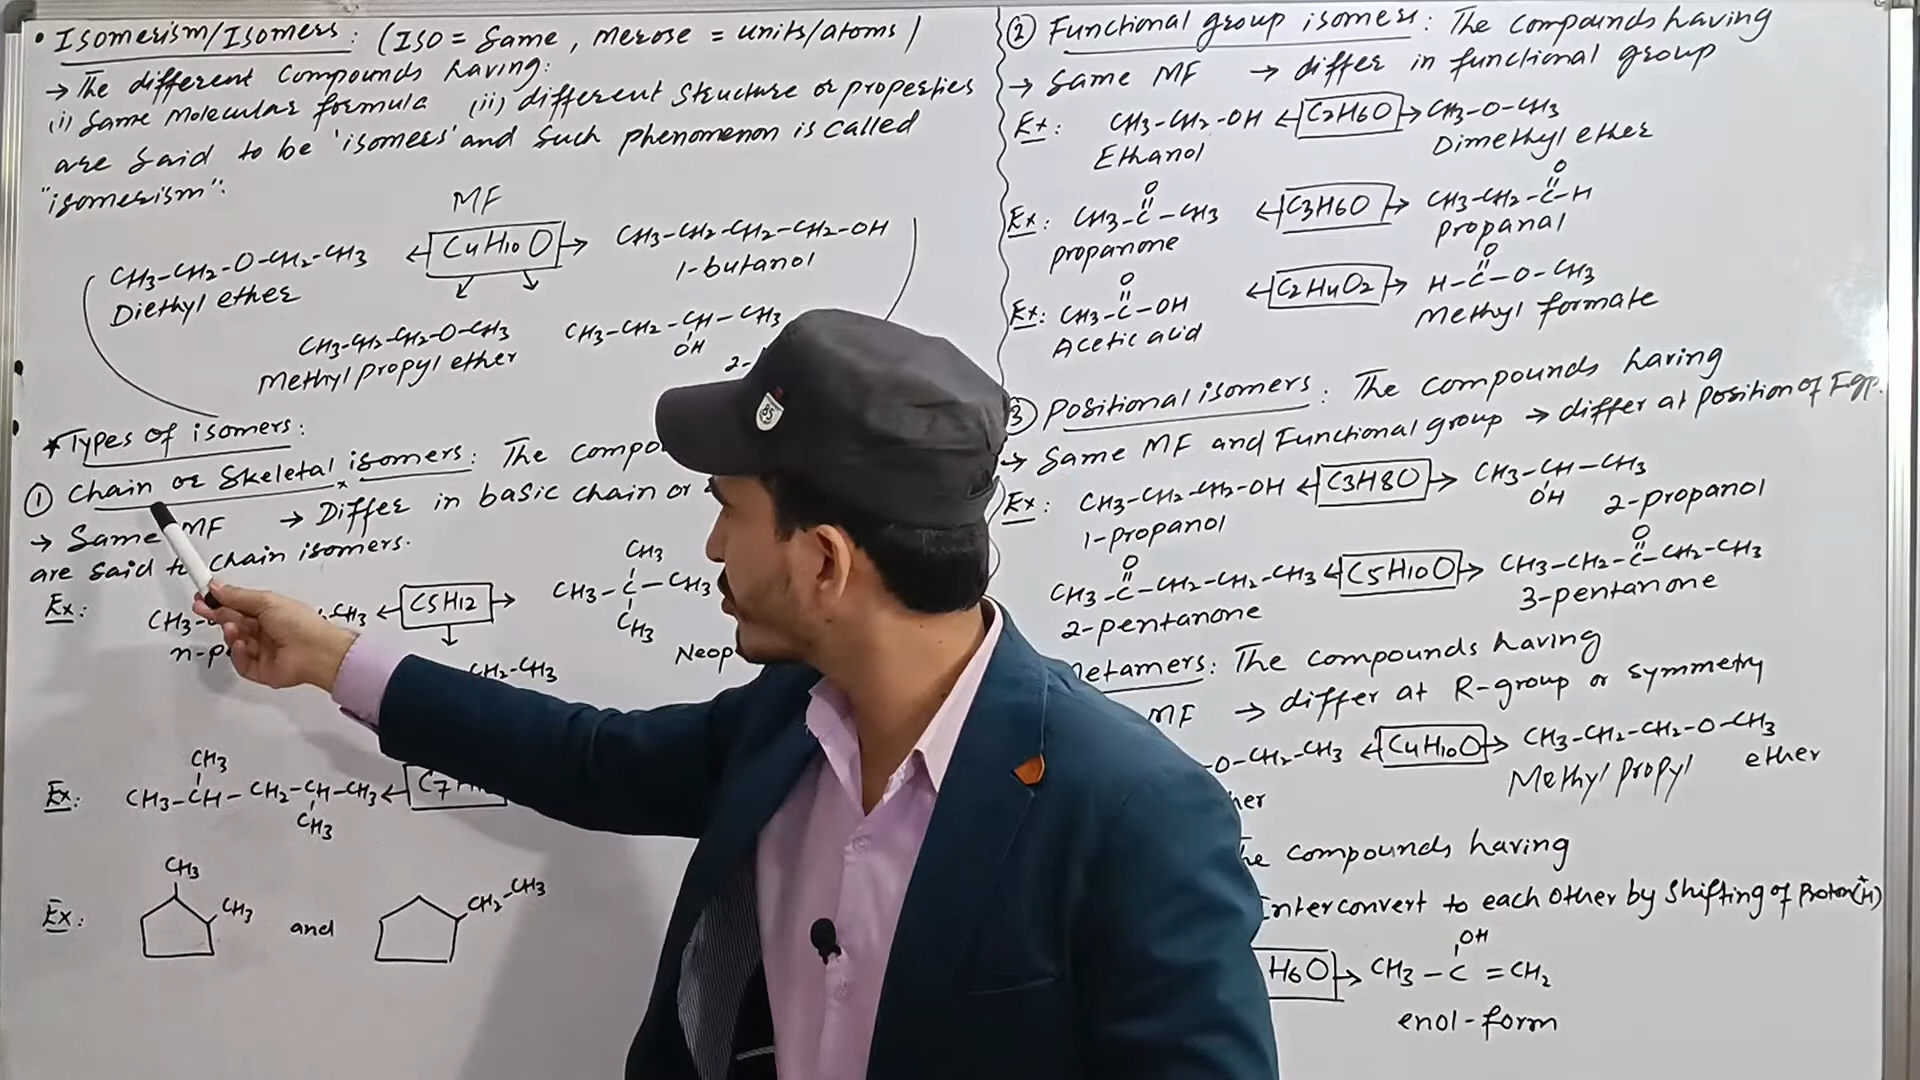 • Isomerism/Isomers: (Iso = Same, merose = units/atoms)
→ The different compounds having:
(i) Same Molecular formula (ii) different Structure or properties
are said to be 'isomers' and such phenomenon is called
"isomerism":
MF
CH3-CH2-O-CH2-CH3 ← C4H10O → CH3-CH2-CH2-CH2-OH
Diethyl ether
1-butanol
CH3-CH2-CH2-O-CH3
Methyl propyl ether
CH3-CH2-CH-CH3
OH
2-
* Types of isomers:
① Chain or Skeletal isomers: The compo
→ Same MF → Differ in basic chain or
are said to chain isomers.
Ex:
CH3-
-CH3 ← C5H12 →
n-pe
CH3
CH3-C-CH3
CH3
Neop
CH2-CH3
CH3
Ex: CH3-CH-CH2-CH-CH3 ← C7H
CH3
CH3
Ex: CH3 and CH2-CH3
② Functional group isomers: The compounds having
→ Same MF → differ in functional group
Ex: CH3-CH2-OH ← C2H6O → CH3-O-CH3
Ethanol Dimethyl ether
O O
Ex: CH3-C-CH3 ← C3H6O → CH3-CH2-C-H
propanone propanal
O O
Ex: CH3-C-OH ← C2H4O2 → H-C-O-CH3
Acetic acid Methyl formate
③ Positional isomers: The compounds having
→ Same MF and Functional group → differ at position of F.gp.
Ex: CH3-CH2-CH2-OH ← C3H8O → CH3-CH-CH3
OH
1-propanol 2-propanol
O O
CH3-C-CH2-CH2-CH3 ← C5H10O → CH3-CH2-C-CH2-CH3
2-pentanone 3-pentanone
etamers: The compounds having
MF → differ at R-group or symmetry
-O-CH2-CH3 ← C4H10O → CH3-CH2-CH2-O-CH3
her Methyl propyl ether
he compounds having
Interconvert to each other by shifting of Proton(H+)
OH
H6O → CH3-C=CH2
enol-form